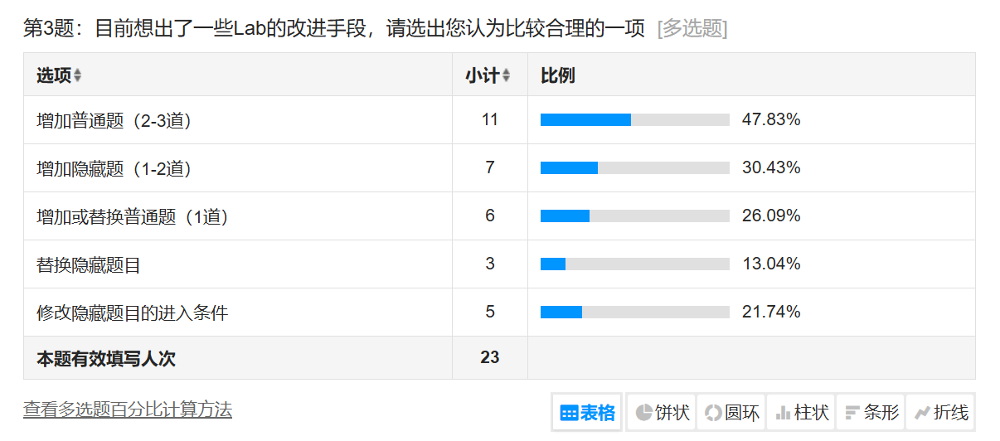 第3题：目前想出了一些Lab的改进手段，请选出您认为比较合理的一项 [多选题]
选项 小计 比例
增加普通题（2-3道） 11 47.83%
增加隐藏题（1-2道） 7 30.43%
增加或替换普通题（1道） 6 26.09%
替换隐藏题目 3 13.04%
修改隐藏题目的进入条件 5 21.74%
本题有效填写人次 23
查看多选题百分比计算方法 表格 饼状 圆环 柱状 条形 折线